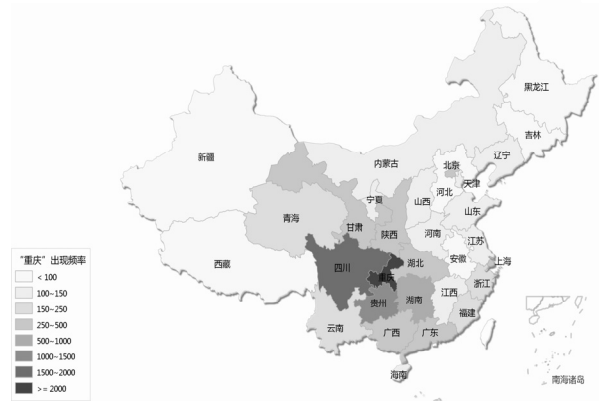 黑龙江
吉林
新疆
辽宁
内蒙古
北京
天津
河北
宁夏
山西
山东
青海
甘肃
陕西
河南
江苏
安徽
上海
西藏
四川
湖北
重庆
浙江
湖南
江西
贵州
福建
云南
广西
广东
海南
南海诸岛
“重庆”出现频率
< 100
100~150
150~250
250~500
500~1000
1000~1500
1500~2000
>= 2000